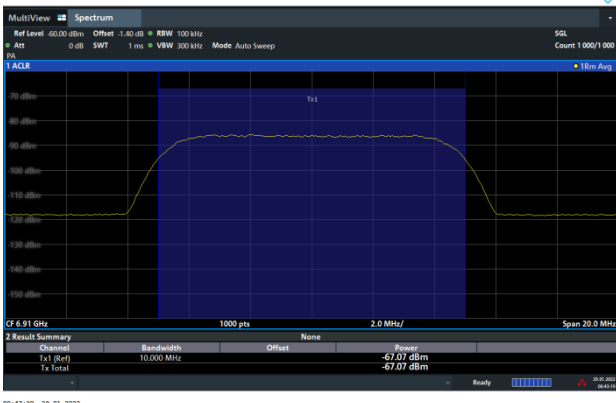 MultiView Spectrum
Ref Level -60.00 dBm Offset -1.40 dB RBW 100 kHz SGL
Att 0 dB SWT 1 ms VBW 300 kHz Mode Auto Sweep Count 1000/1000
PA
1 ACLR 1Rm Avg
Tx1
-70 dBm
-80 dBm
-90 dBm
-100 dBm
-110 dBm
-120 dBm
-130 dBm
-140 dBm
-150 dBm
CF 6.91 GHz 1000 pts 2.0 MHz/ Span 20.0 MHz
2 Result Summary None
Channel Bandwidth Offset Power
Tx1 (Ref) 10.000 MHz -67.07 dBm
Tx Total -67.07 dBm
Ready